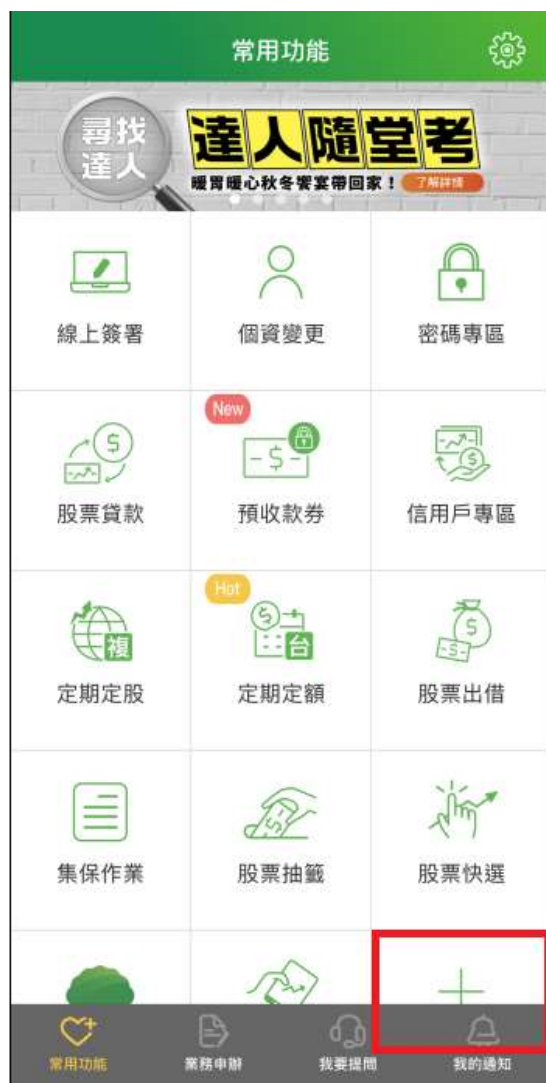 常用功能
尋找
達人
達人隨堂考
暖胃暖心秋冬饗宴帶回家!
了解詳情
線上簽署 個資變更 密碼專區
New
股票貸款 預收款券 信用戶專區
Hot
複 台
定期定股 定期定額 股票出借
集保作業 股票抽籤 股票快選
常用功能 業務申辦 我要提問 我的通知